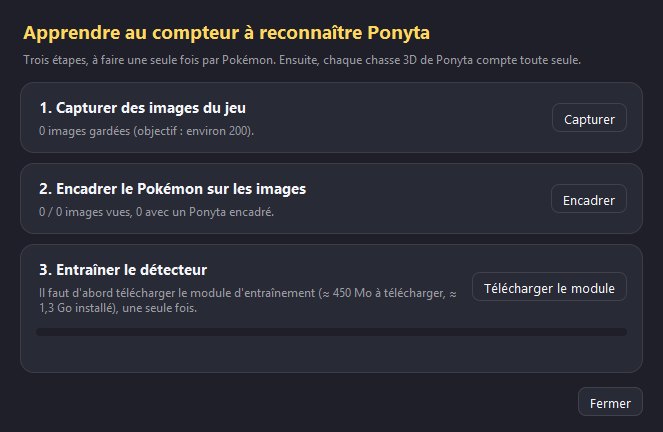 Apprendre au compteur à reconnaître Ponyta
Trois étapes, à faire une seule fois par Pokémon. Ensuite, chaque chasse 3D de Ponyta compte toute seule.
1. Capturer des images du jeu
0 images gardées (objectif : environ 200).
Capturer
2. Encadrer le Pokémon sur les images
0 / 0 images vues, 0 avec un Ponyta encadré.
Encadrer
3. Entraîner le détecteur
Il faut d'abord télécharger le module d'entraînement (≈ 450 Mo à télécharger, ≈
1,3 Go installé), une seule fois.
Télécharger le module
Fermer